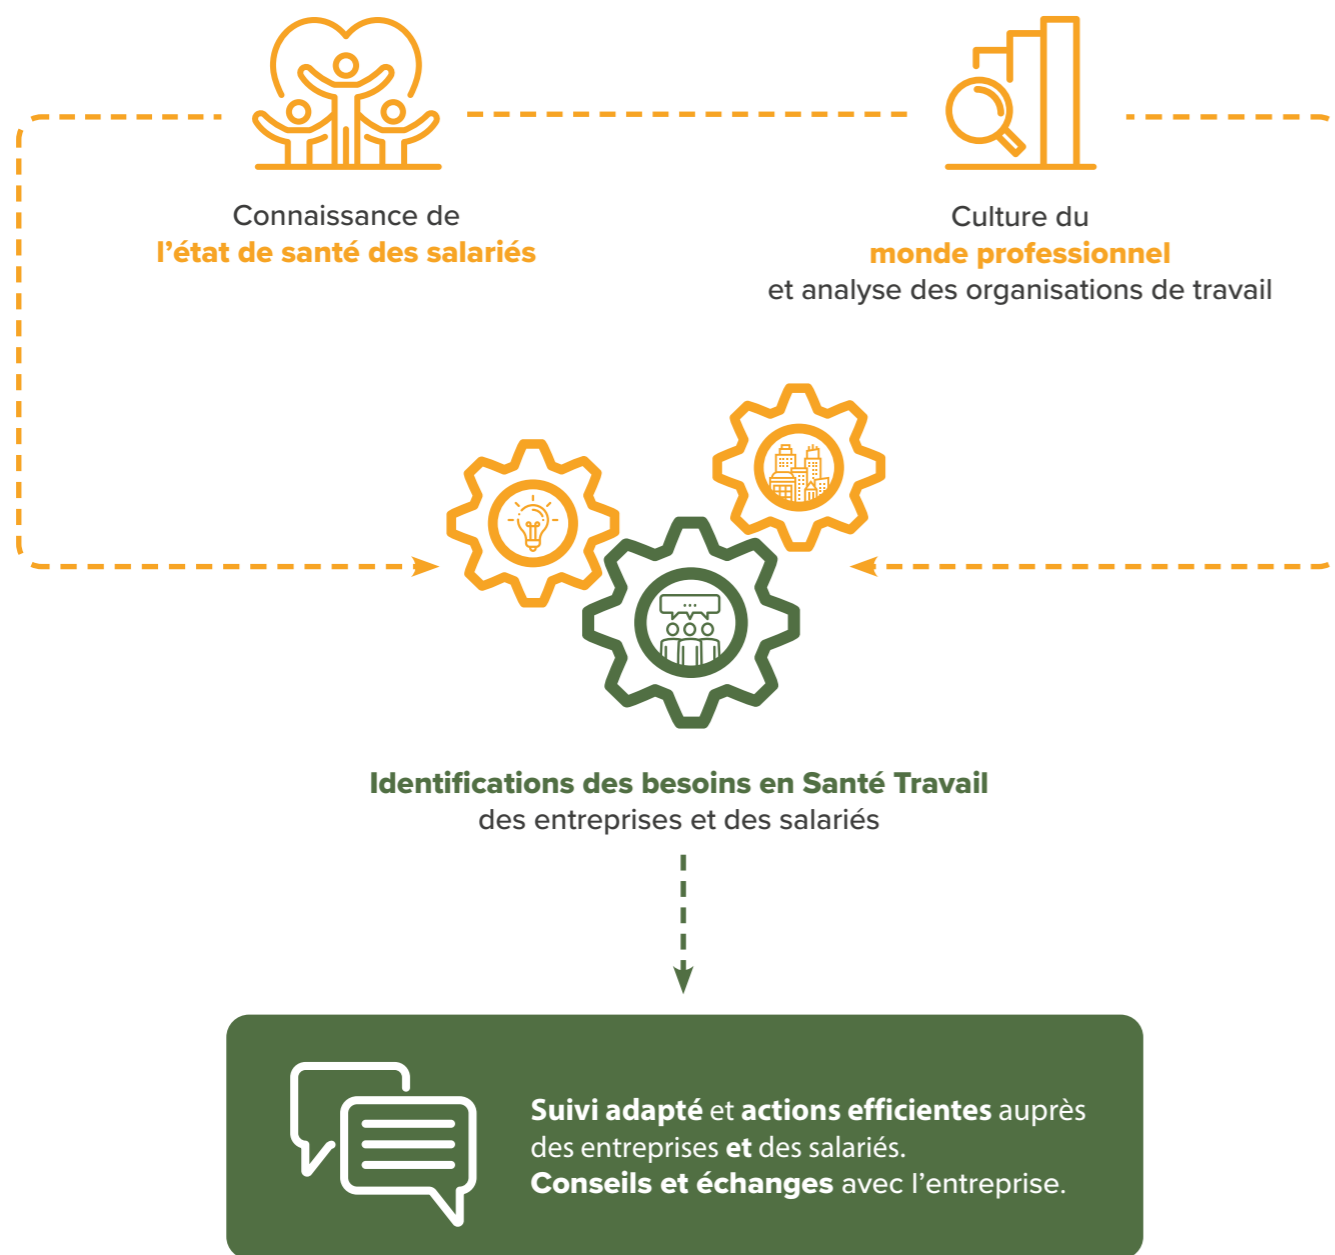 Connaissance de
l’état de santé des salariés
Culture du
monde professionnel
et analyse des organisations de travail
Identifications des besoins en Santé Travail
des entreprises et des salariés
Suivi adapté et actions efficientes auprès
des entreprises et des salariés.
Conseils et échanges avec l’entreprise.